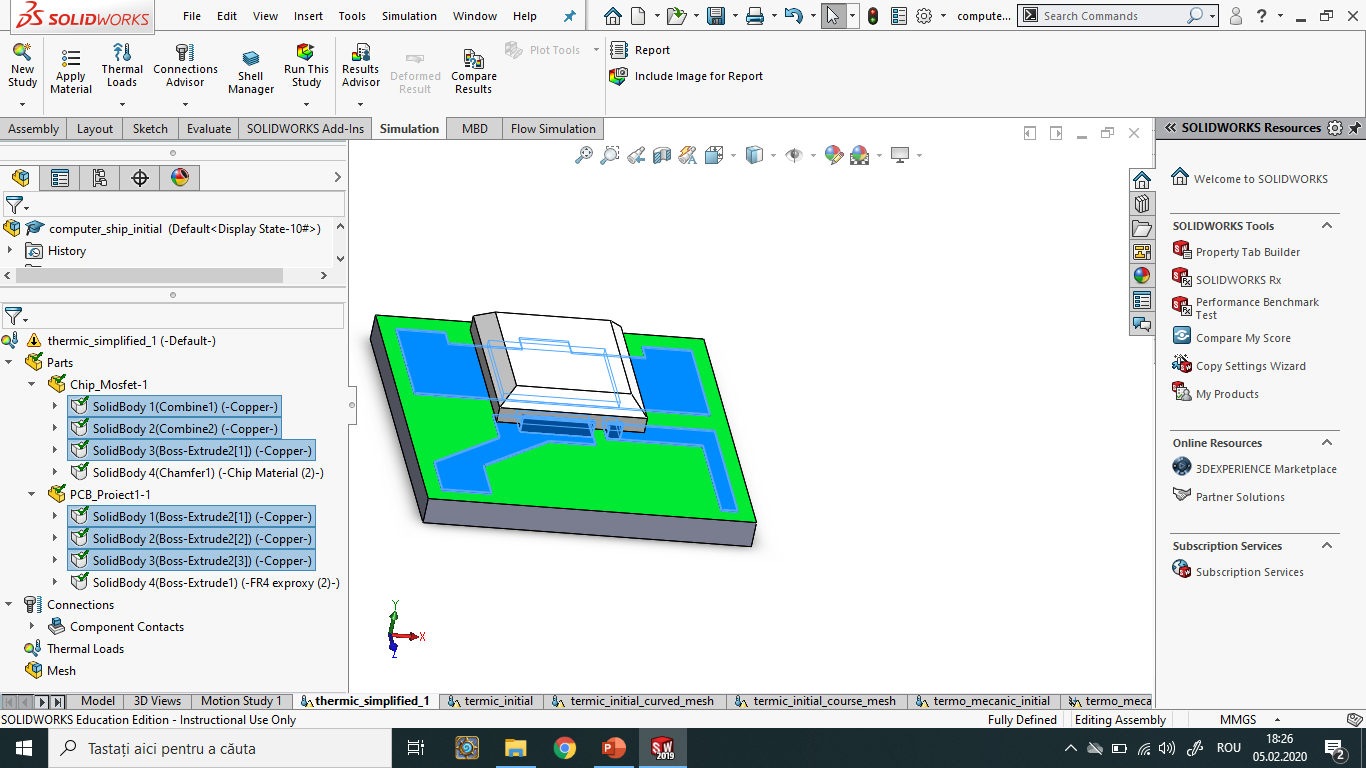 SOLIDWORKS
File Edit View Insert Tools Simulation Window Help
compute...
Search Commands
New Study
Apply Material
Thermal Loads
Connections Advisor
Shell Manager
Run This Study
Results Advisor
Deformed Result
Compare Results
Plot Tools
Report
Include Image for Report
Assembly Layout Sketch Evaluate SOLIDWORKS Add-Ins Simulation MBD Flow Simulation
computer_ship_initial (Default<Display State-10#>)
History
thermic_simplified_1 (-Default-)
Parts
Chip_Mosfet-1
SolidBody 1(Combine1) (-Copper-)
SolidBody 2(Combine2) (-Copper-)
SolidBody 3(Boss-Extrude2[1]) (-Copper-)
SolidBody 4(Chamfer1) (-Chip Material (2)-)
PCB_Proiect1-1
SolidBody 1(Boss-Extrude2[1]) (-Copper-)
SolidBody 2(Boss-Extrude2[2]) (-Copper-)
SolidBody 3(Boss-Extrude2[3]) (-Copper-)
SolidBody 4(Boss-Extrude1) (-FR4 exproxy (2)-)
Connections
Component Contacts
Thermal Loads
Mesh
Y
X
Z
SOLIDWORKS Resources
Welcome to SOLIDWORKS
SOLIDWORKS Tools
Property Tab Builder
SOLIDWORKS Rx
Performance Benchmark
Test
Compare My Score
Copy Settings Wizard
My Products
Online Resources
3DEXPERIENCE Marketplace
Partner Solutions
Subscription Services
Subscription Services
Model 3D Views Motion Study 1 thermic_simplified_1 termic_initial termic_initial_curved_mesh termic_initial_course_mesh termo_mecanic_initial termo_meca
SOLIDWORKS Education Edition - Instructional Use Only
Fully Defined Editing Assembly MMGS
Tastați aici pentru a căuta
SW
2019
ROU
18:26
05.02.2020
2